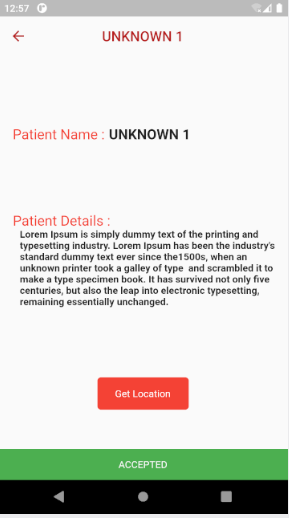 12:57
UNKNOWN 1
Patient Name : UNKNOWN 1
Patient Details :
Lorem Ipsum is simply dummy text of the printing and
typesetting industry. Lorem Ipsum has been the industry's
standard dummy text ever since the1500s, when an
unknown printer took a galley of type  and scrambled it to
make a type specimen book. It has survived not only five
centuries, but also the leap into electronic typesetting,
remaining essentially unchanged.
Get Location
ACCEPTED